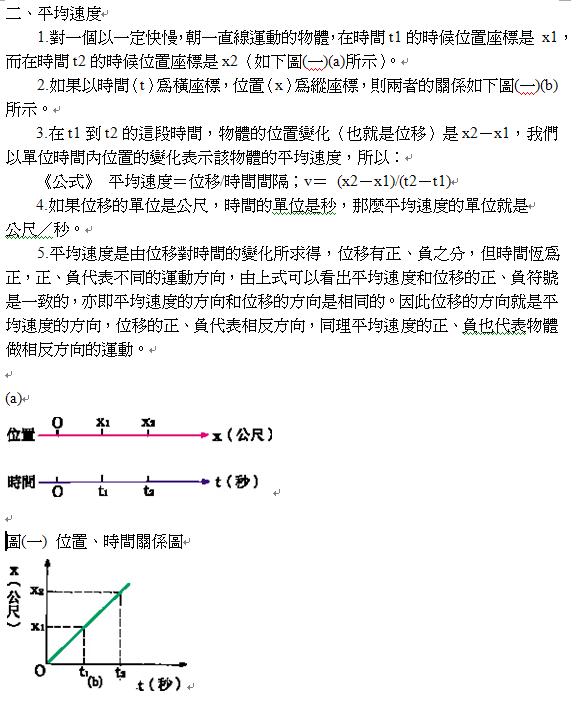 二、平均速度
1.對一個以一定快慢，朝一直線運動的物體，在時間 t1 的時候位置座標是 x1，
而在時間 t2 的時候位置座標是 x2（如下圖(一)(a)所示）。
2.如果以時間（t）為橫座標，位置（x）為縱座標，則兩者的關係如下圖(一)(b)
所示。
3.在 t1 到 t2 的這段時間，物體的位置變化（也就是位移）是 x2－x1，我們
以單位時間內位置的變化表示該物體的平均速度，所以：
《公式》 平均速度＝位移/時間間隔；v＝ (x2－x1)/(t2－t1)
4.如果位移的單位是公尺，時間的單位是秒，那麼平均速度的單位就是
公尺／秒。
5.平均速度是由位移對時間的變化所求得，位移有正、負之分，但時間恆為
正，正、負代表不同的運動方向，由上式可以看出平均速度和位移的正、負符號
是一致的，亦即平均速度的方向和位移的方向是相同的。因此位移的方向就是平
均速度的方向，位移的正、負代表相反方向，同理平均速度的正、負也代表物體
做相反方向的運動。
(a)
O x₁ x₂
位置 x（公尺）
時間 t（秒）
O t₁ t₂
圖(一) 位置、時間關係圖
x（公尺）
x₂
x₁
O t₁ t₂
(b) t（秒）